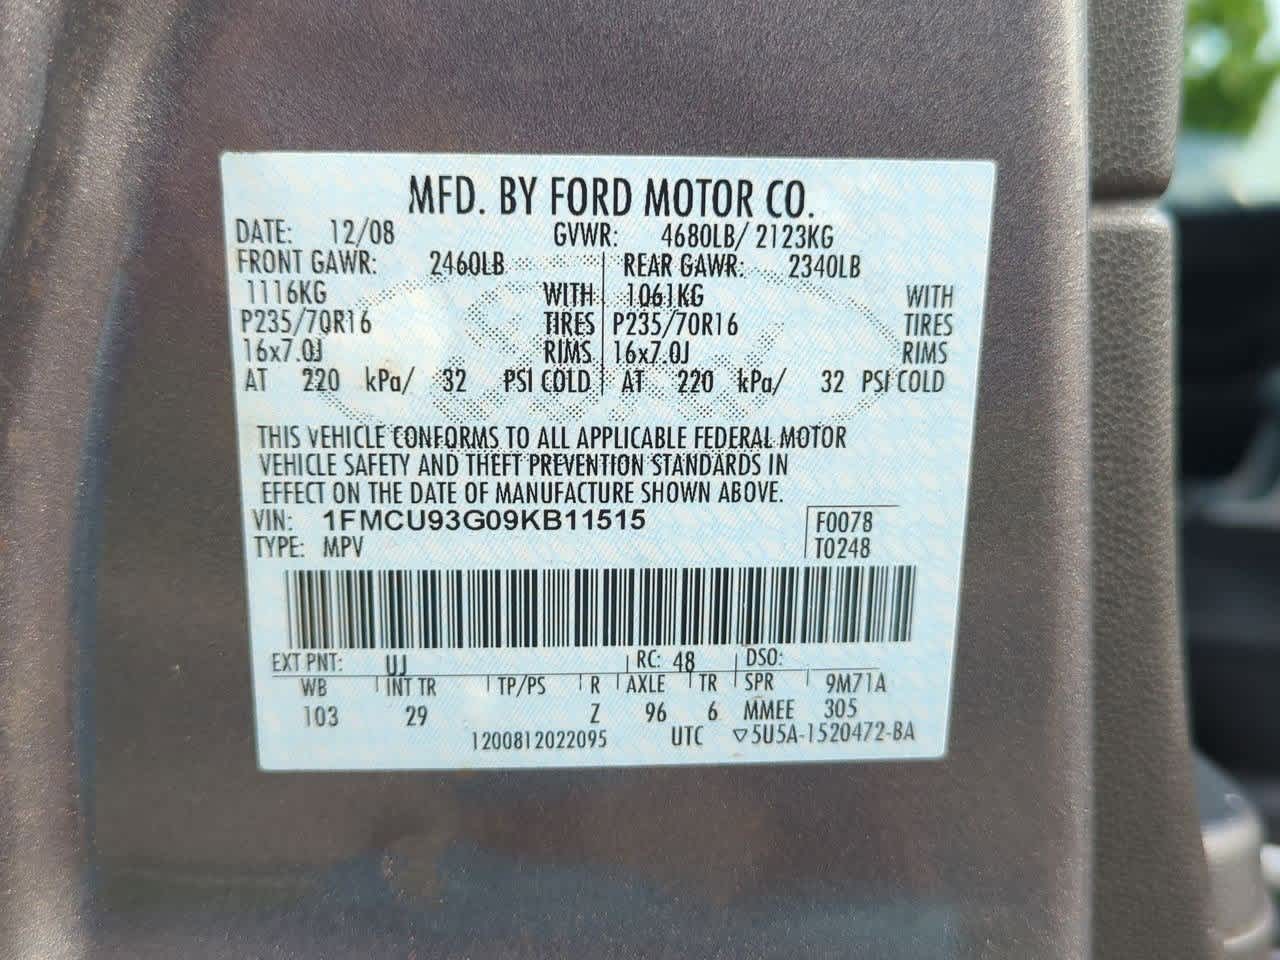 MFD. BY FORD MOTOR CO.
DATE: 12/08 GVWR: 4680LB/ 2123KG
FRONT GAWR: 2460LB REAR GAWR: 2340LB
1116KG WITH 1061KG WITH
P235/70R16 TIRES P235/70R16 TIRES
16x7.0J RIMS 16x7.0J RIMS
AT 220 kPa/ 32 PSI COLD AT 220 kPa/ 32 PSI COLD
THIS VEHICLE CONFORMS TO ALL APPLICABLE FEDERAL MOTOR
VEHICLE SAFETY AND THEFT PREVENTION STANDARDS IN
EFFECT ON THE DATE OF MANUFACTURE SHOWN ABOVE.
VIN: 1FMCU93G09KB11515 F0078
TYPE: MPV T0248
EXT PNT: UJ RC: 48 DSO:
WB INT TR TP/PS R AXLE TR SPR 9M71A
103 29 Z 96 6 MMEE 305
1200812022095 UTC ▽5U5A-1520472-BA